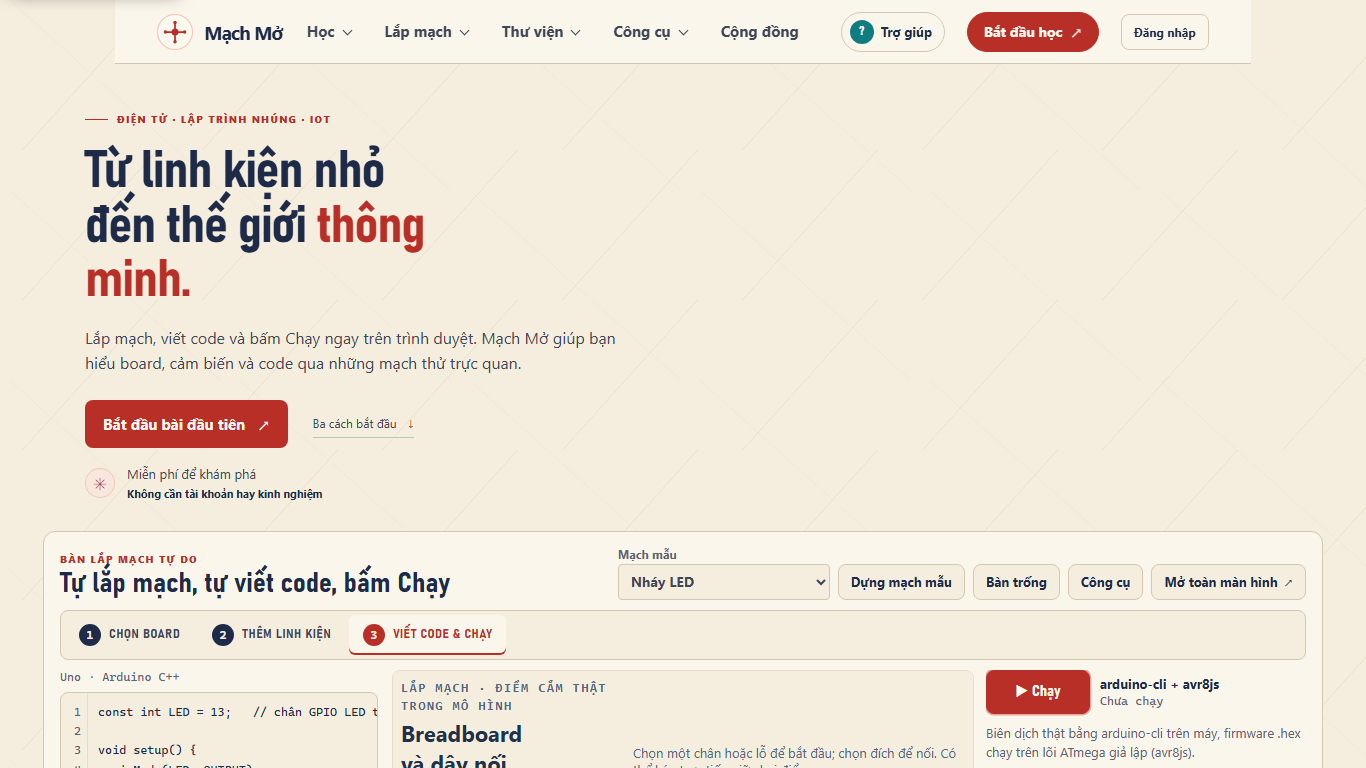 Mạch Mở
Học
Lắp mạch
Thư viện
Công cụ
Cộng đồng
? Trợ giúp
Bắt đầu học ↗
Đăng nhập
ĐIỆN TỬ · LẬP TRÌNH NHÚNG · IOT
Từ linh kiện nhỏ
đến thế giới thông
minh.
Lắp mạch, viết code và bấm Chạy ngay trên trình duyệt. Mạch Mở giúp bạn
hiểu board, cảm biến và code qua những mạch thử trực quan.
Bắt đầu bài đầu tiên ↗
Ba cách bắt đầu ↓
Miễn phí để khám phá
Không cần tài khoản hay kinh nghiệm
BÀN LẮP MẠCH TỰ DO
Tự lắp mạch, tự viết code, bấm Chạy
Mạch mẫu
Nháy LED
Dựng mạch mẫu
Bàn trống
Công cụ
Mở toàn màn hình ↗
1 CHỌN BOARD
2 THÊM LINH KIỆN
3 VIẾT CODE & CHẠY
Uno · Arduino C++
1 const int LED = 13; // chân GPIO LED t
2
3 void setup() {
LẮP MẠCH · ĐIỂM CẮM THẬT
TRONG MÔ HÌNH
Breadboard
và dây nối
Chọn một chân hoặc lỗ để bắt đầu; chọn đích để nối. Có
▶ Chạy
arduino-cli + avr8js
Chưa chạy
Biên dịch thật bằng arduino-cli trên máy, firmware .hex
chạy trên lõi ATmega giả lập (avr8js).